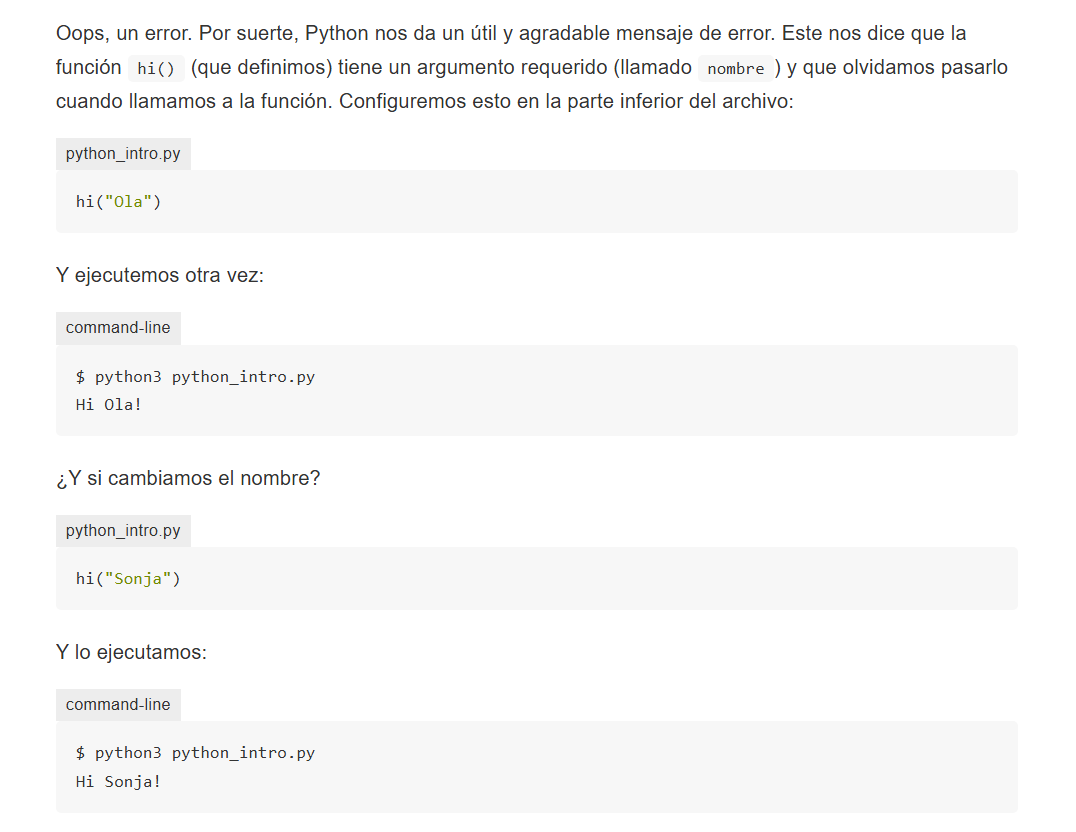 Oops, un error. Por suerte, Python nos da un útil y agradable mensaje de error. Este nos dice que la
función hi() (que definimos) tiene un argumento requerido (llamado nombre ) y que olvidamos pasarlo
cuando llamamos a la función. Configuremos esto en la parte inferior del archivo:
python_intro.py
hi("Ola")
Y ejecutemos otra vez:
command-line
$ python3 python_intro.py
Hi Ola!
¿Y si cambiamos el nombre?
python_intro.py
hi("Sonja")
Y lo ejecutamos:
command-line
$ python3 python_intro.py
Hi Sonja!